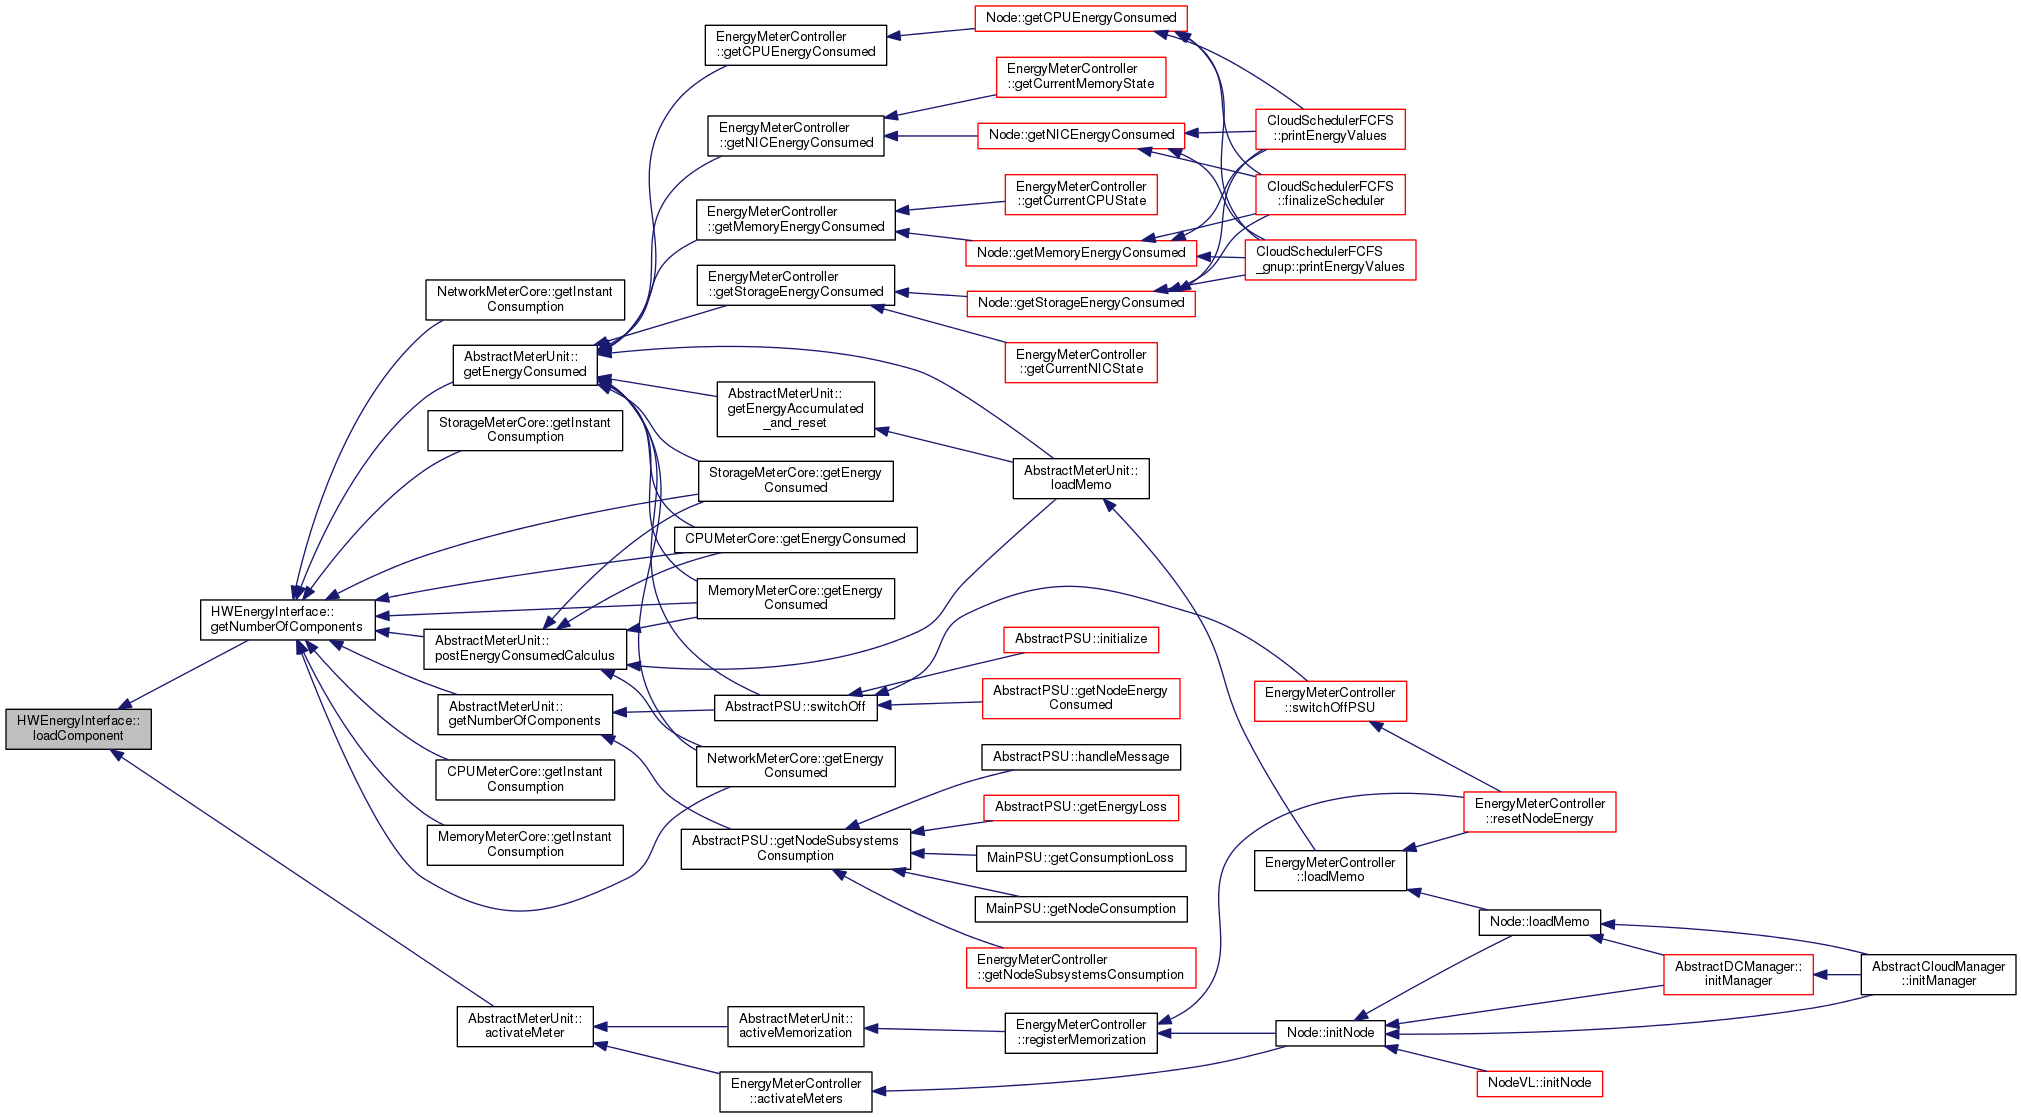 HWEnergyInterface::
loadComponent
HWEnergyInterface::
getNumberOfComponents
NetworkMeterCore::getInstant
Consumption
AbstractMeterUnit::
getEnergyConsumed
StorageMeterCore::getInstant
Consumption
AbstractMeterUnit::
postEnergyConsumedCalculus
AbstractMeterUnit::
getNumberOfComponents
CPUMeterCore::getInstant
Consumption
MemoryMeterCore::getInstant
Consumption
AbstractMeterUnit::
activateMeter
EnergyMeterController
::getCPUEnergyConsumed
EnergyMeterController
::getNICEnergyConsumed
EnergyMeterController
::getMemoryEnergyConsumed
EnergyMeterController
::getStorageEnergyConsumed
AbstractMeterUnit::
getEnergyAccumulated
_and_reset
StorageMeterCore::getEnergy
Consumed
CPUMeterCore::getEnergyConsumed
MemoryMeterCore::getEnergy
Consumed
AbstractPSU::switchOff
NetworkMeterCore::getEnergy
Consumed
AbstractPSU::getNodeSubsystems
Consumption
AbstractMeterUnit::
activeMemorization
EnergyMeterController
::activateMeters
Node::getCPUEnergyConsumed
EnergyMeterController
::getCurrentMemoryState
Node::getNICEnergyConsumed
EnergyMeterController
::getCurrentCPUState
Node::getMemoryEnergyConsumed
Node::getStorageEnergyConsumed
EnergyMeterController
::getCurrentNICState
AbstractMeterUnit::
loadMemo
AbstractPSU::initialize
AbstractPSU::getNodeEnergy
Consumed
AbstractPSU::handleMessage
AbstractPSU::getEnergyLoss
MainPSU::getConsumptionLoss
MainPSU::getNodeConsumption
EnergyMeterController
::getNodeSubsystemsConsumption
EnergyMeterController
::registerMemorization
CloudSchedulerFCFS
::printEnergyValues
CloudSchedulerFCFS
::finalizeScheduler
CloudSchedulerFCFS
_gnup::printEnergyValues
EnergyMeterController
::switchOffPSU
EnergyMeterController
::loadMemo
Node::initNode
EnergyMeterController
::resetNodeEnergy
Node::loadMemo
NodeVL::initNode
AbstractDCManager::
initManager
AbstractCloudManager
::initManager